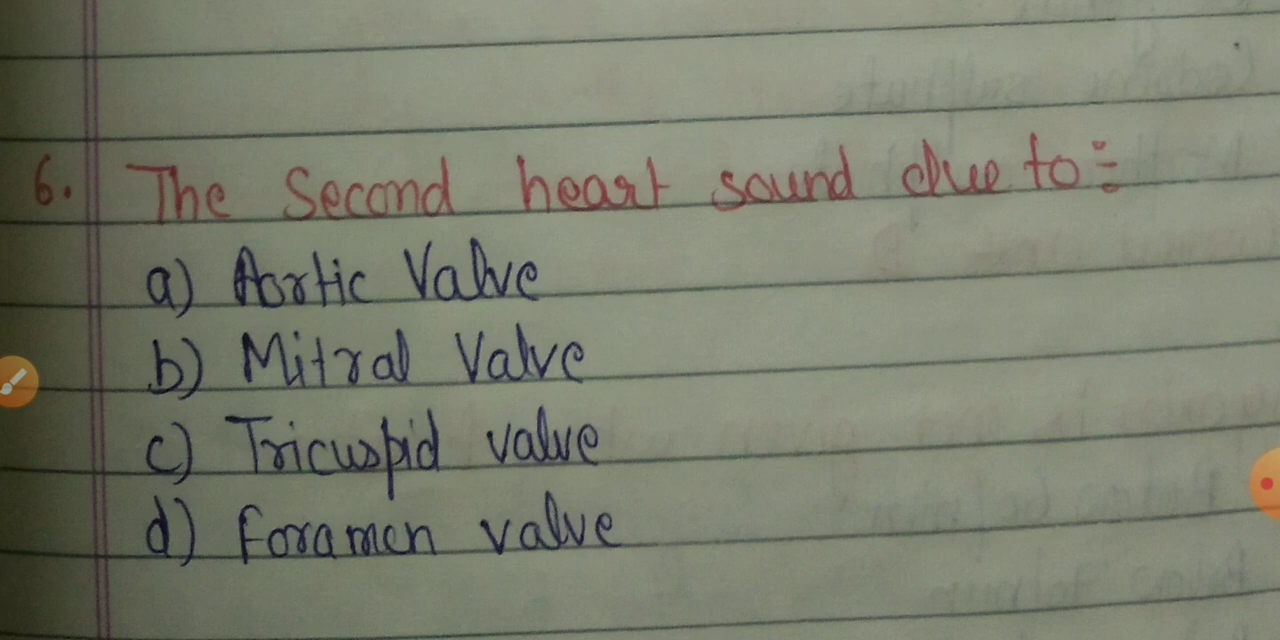 6. The Second heart sound due to:-
a) Aortic Valve
b) Mitral Valve
c) Tricuspid valve
d) Foramen valve